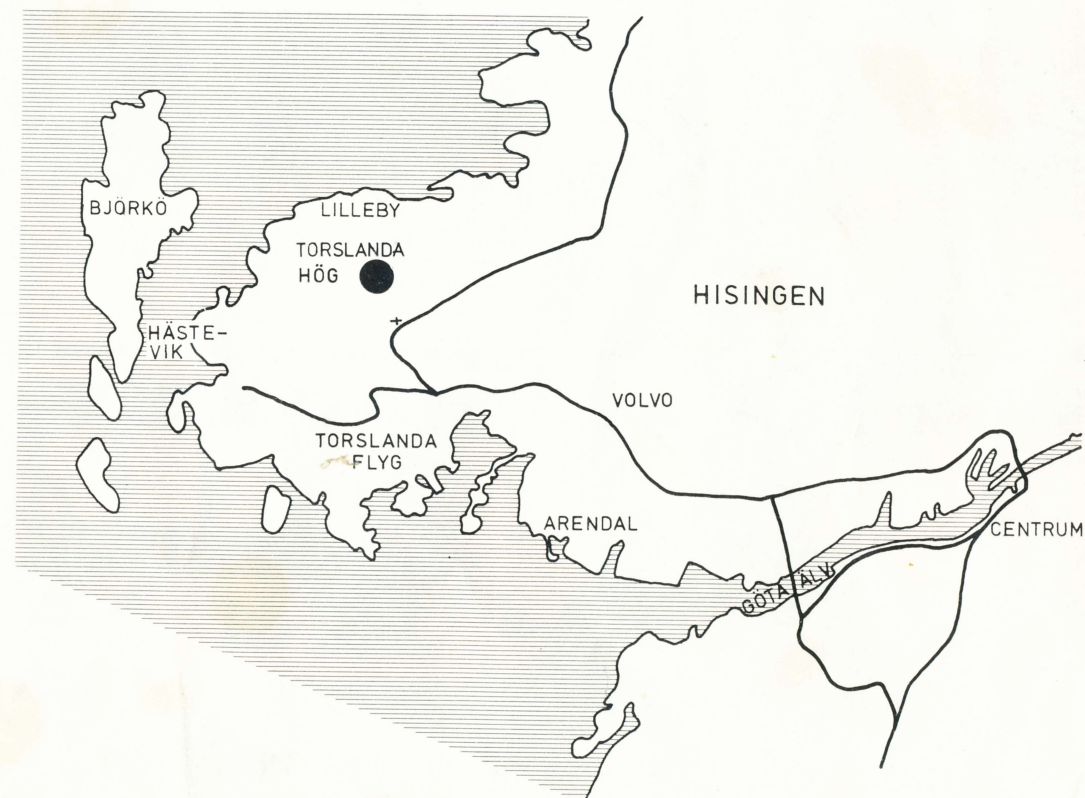 BJÖRKÖ
LILLEBY
TORSLANDA
HÖG
HISINGEN
HÄSTE-
VIK
VOLVO
TORSLANDA
FLYG
ARENDAL
CENTRUM
GÖTA ÄLV